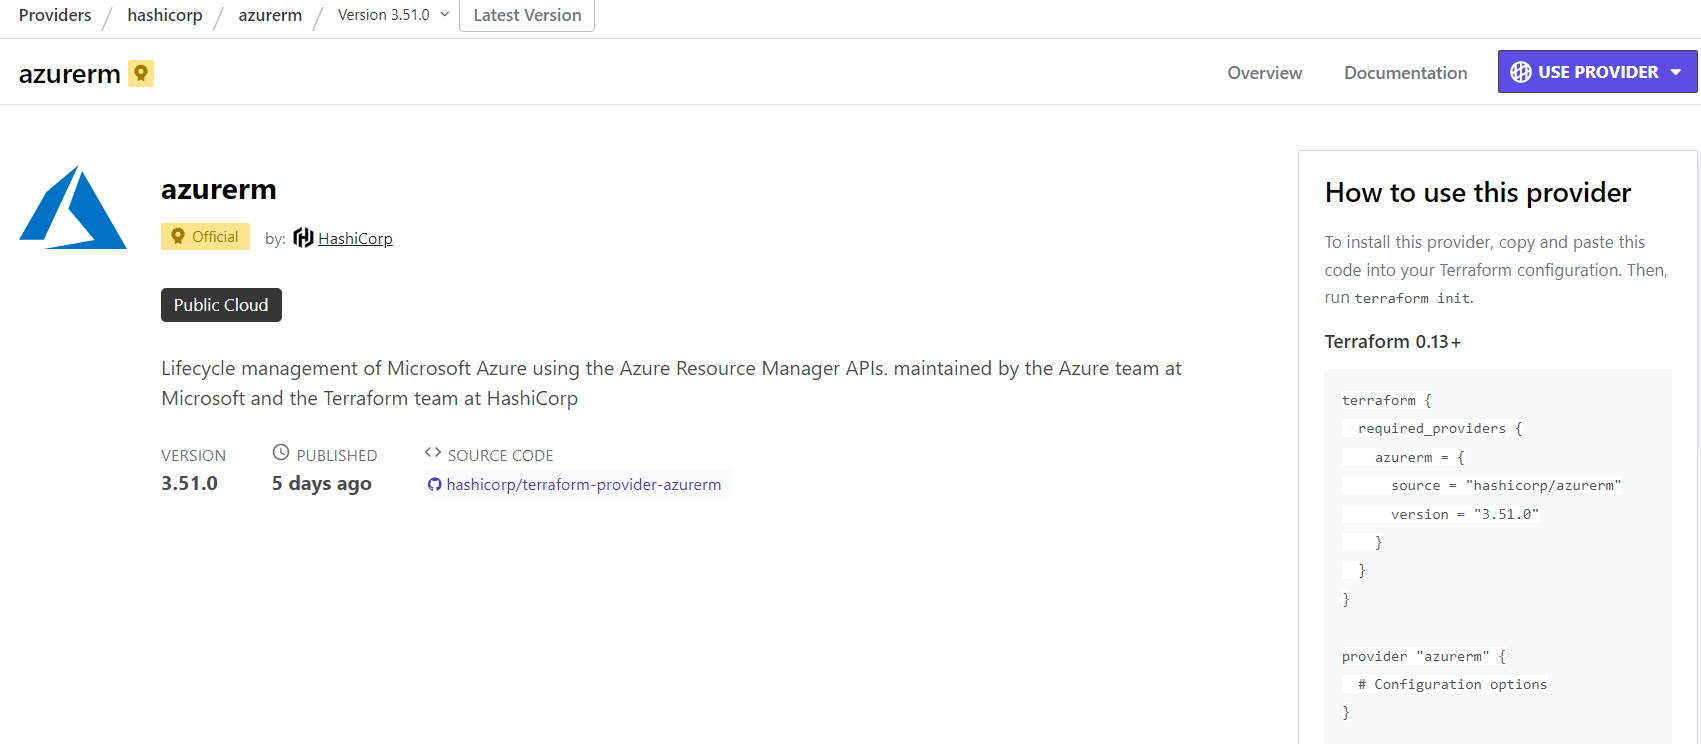 Providers / hashicorp / azurerm / Version 3.51.0 Latest Version
azurerm
Overview Documentation USE PROVIDER
azurerm
Official by: HashiCorp
Public Cloud
Lifecycle management of Microsoft Azure using the Azure Resource Manager APIs. maintained by the Azure team at
Microsoft and the Terraform team at HashiCorp
VERSION PUBLISHED <> SOURCE CODE
3.51.0 5 days ago hashicorp/terraform-provider-azurerm
How to use this provider
To install this provider, copy and paste this
code into your Terraform configuration. Then,
run terraform init.
Terraform 0.13+
terraform {
  required_providers {
    azurerm = {
      source = "hashicorp/azurerm"
      version = "3.51.0"
    }
  }
}
provider "azurerm" {
  # Configuration options
}